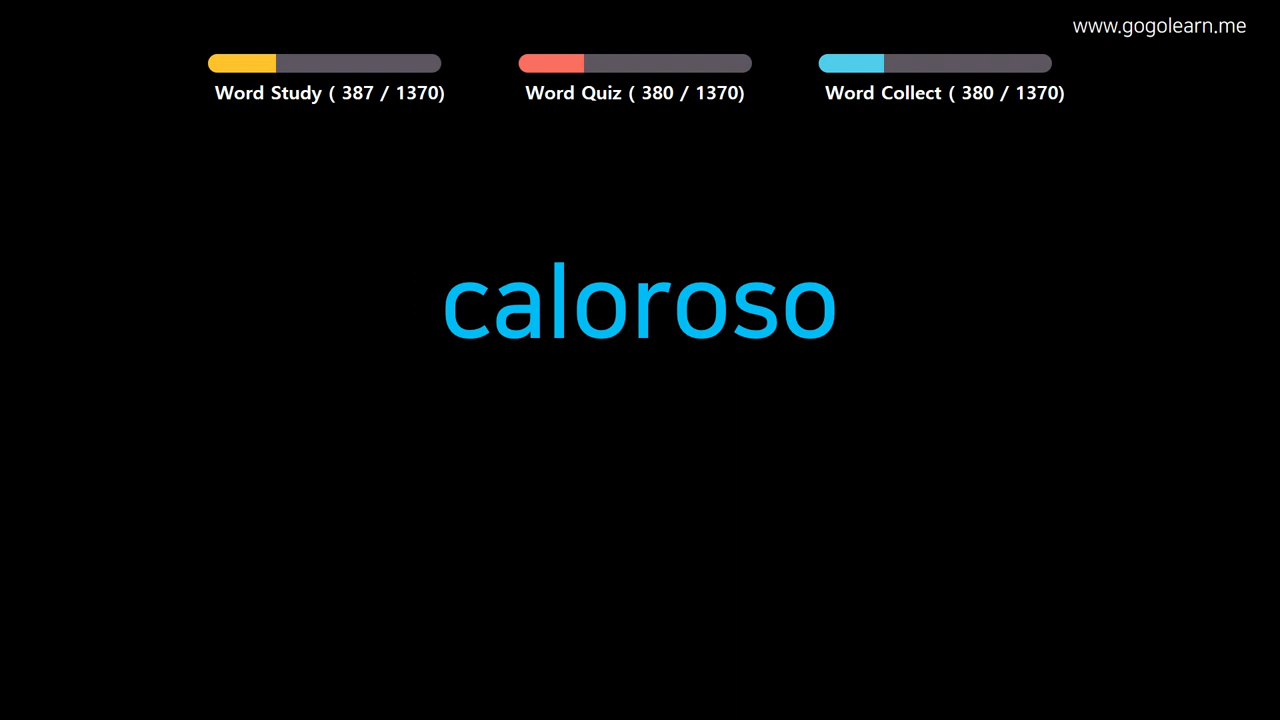 www.gogolearn.me
Word Study ( 387 / 1370)
Word Quiz ( 380 / 1370)
Word Collect ( 380 / 1370)
caloroso